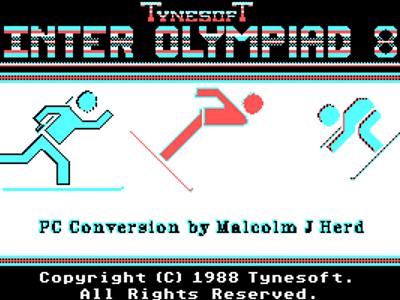 TYNESOFT
INTER OLYMPIAD 8
PC Conversion by Malcolm J Herd
Copyright (C) 1988 Tynesoft.
All Rights Reserved.